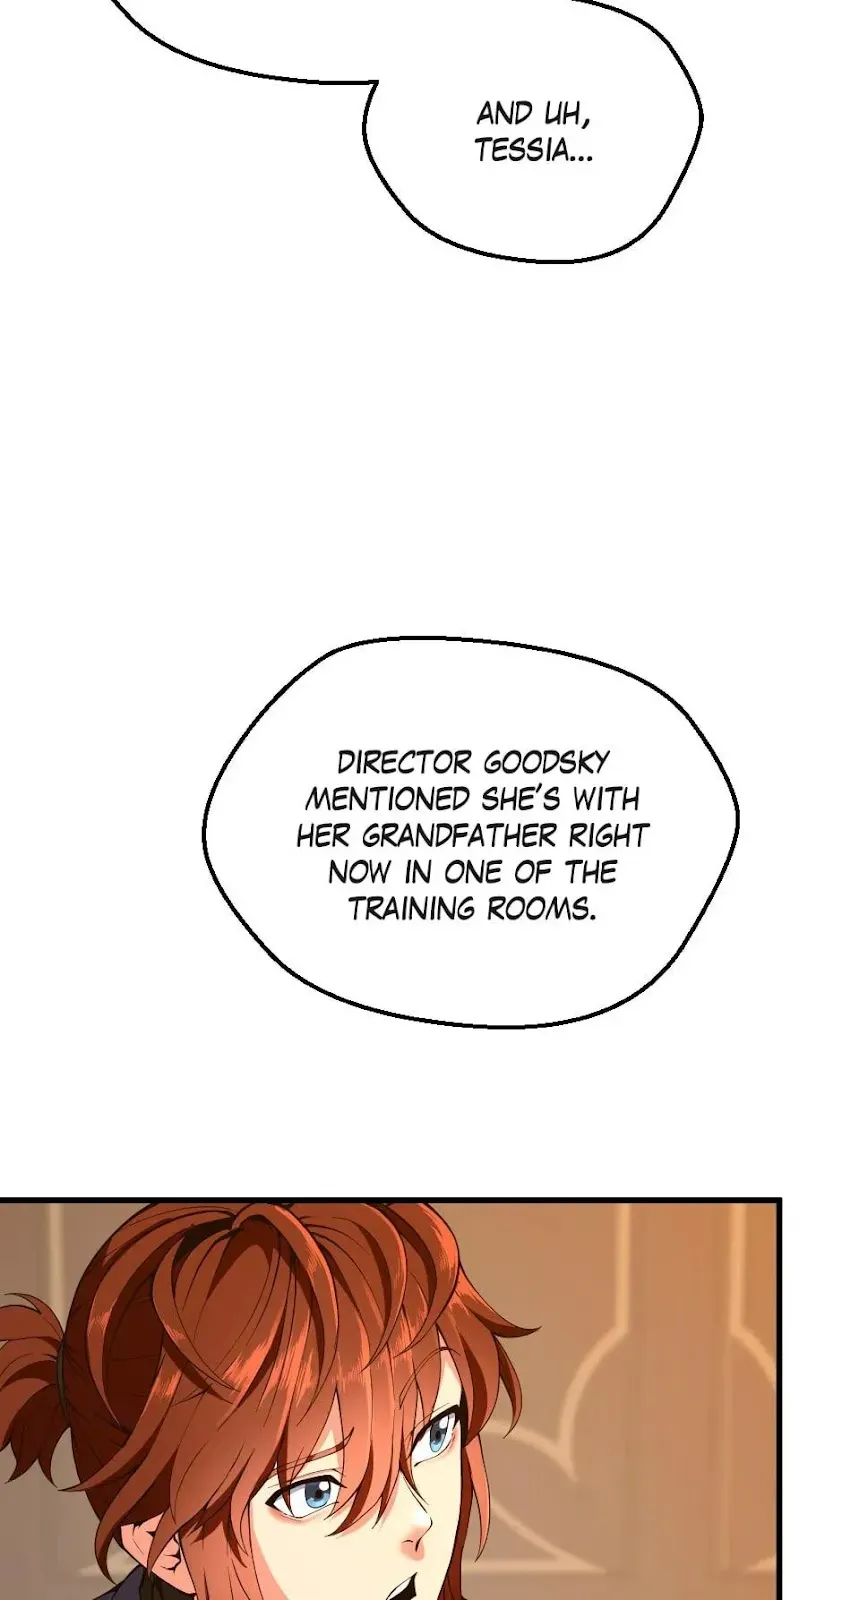 AND UH,
TESSIA...
DIRECTOR GOODSKY
MENTIONED SHE'S WITH
HER GRANDFATHER RIGHT
NOW IN ONE OF THE
TRAINING ROOMS.